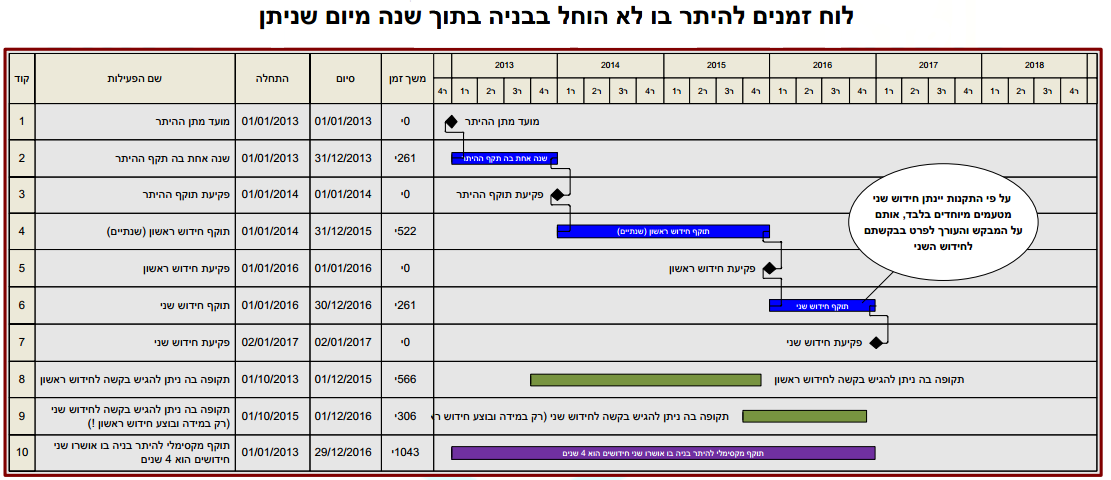 לוח זמנים להיתר בו לא הוחל בבניה בתוך שנה מיום שניתן
קוד שם הפעילות התחלה סיום משך זמן 2013 2014 2015 2016 2017 2018
ר4 ר1 ר2 ר3 ר4 ר1 ר2 ר3 ר4 ר1 ר2 ר3 ר4 ר1 ר2 ר3 ר4 ר1 ר2 ר3 ר4 ר1 ר2 ר3 ר4
1 מועד מתן ההיתר 01/01/2013 01/01/2013 0י מועד מתן ההיתר
2 שנה אחת בה תקף ההיתר 01/01/2013 31/12/2013 261י שנה אחת בה תקף ההיתר
3 פקיעת תוקף ההיתר 01/01/2014 01/01/2014 0י פקיעת תוקף ההיתר
4 תוקף חידוש ראשון (שנתיים) 01/01/2014 31/12/2015 522י תוקף חידוש ראשון (שנתיים)
5 פקיעת חידוש ראשון 01/01/2016 01/01/2016 0י פקיעת חידוש ראשון
6 תוקף חידוש שני 01/01/2016 30/12/2016 261י תוקף חידוש שני
7 פקיעת חידוש שני 02/01/2017 02/01/2017 0י פקיעת חידוש שני
8 תקופה בה ניתן להגיש בקשה לחידוש ראשון 01/10/2013 01/12/2015 566י תקופה בה ניתן להגיש בקשה לחידוש ראשון
9 תקופה בה ניתן להגיש בקשה לחידוש שני
(רק במידה ובוצע חידוש ראשון !) 01/10/2015 01/12/2016 306י תקופה בה ניתן להגיש בקשה לחידוש שני (רק במידה ובוצע חידוש
10 תוקף מקסימלי להיתר בניה בו אושרו שני
חידושים הוא 4 שנים 01/01/2013 29/12/2016 1043י תוקף מקסימלי להיתר בניה בו אושרו שני חידושים הוא 4 שנים
על פי התקנות יינתן חידוש שני
מטעמים מיוחדים בלבד, אותם
על המבקש והעורך לפרט בבקשתם
לחידוש השני